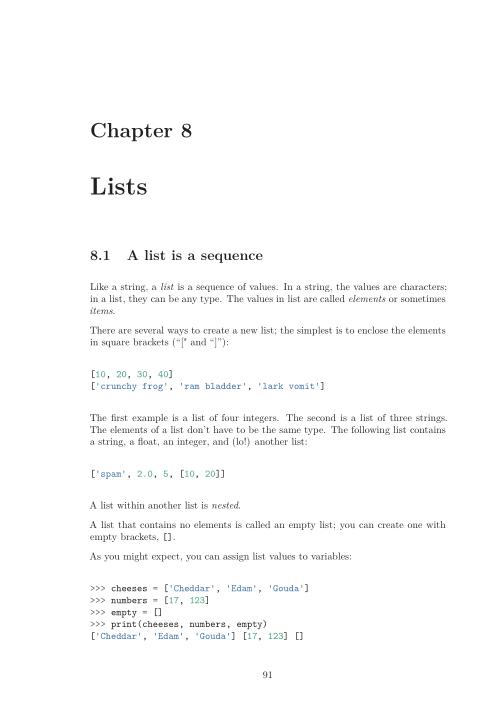 Chapter 8
Lists
8.1 A list is a sequence
Like a string, a list is a sequence of values. In a string, the values are characters;
in a list, they can be any type. The values in list are called elements or sometimes
items.
There are several ways to create a new list; the simplest is to enclose the elements
in square brackets (“[” and “]”):
[10, 20, 30, 40]
['crunchy frog', 'ram bladder', 'lark vomit']
The first example is a list of four integers. The second is a list of three strings.
The elements of a list don’t have to be the same type. The following list contains
a string, a float, an integer, and (lo!) another list:
['spam', 2.0, 5, [10, 20]]
A list within another list is nested.
A list that contains no elements is called an empty list; you can create one with
empty brackets, [].
As you might expect, you can assign list values to variables:
>>> cheeses = ['Cheddar', 'Edam', 'Gouda']
>>> numbers = [17, 123]
>>> empty = []
>>> print(cheeses, numbers, empty)
['Cheddar', 'Edam', 'Gouda'] [17, 123] []
91